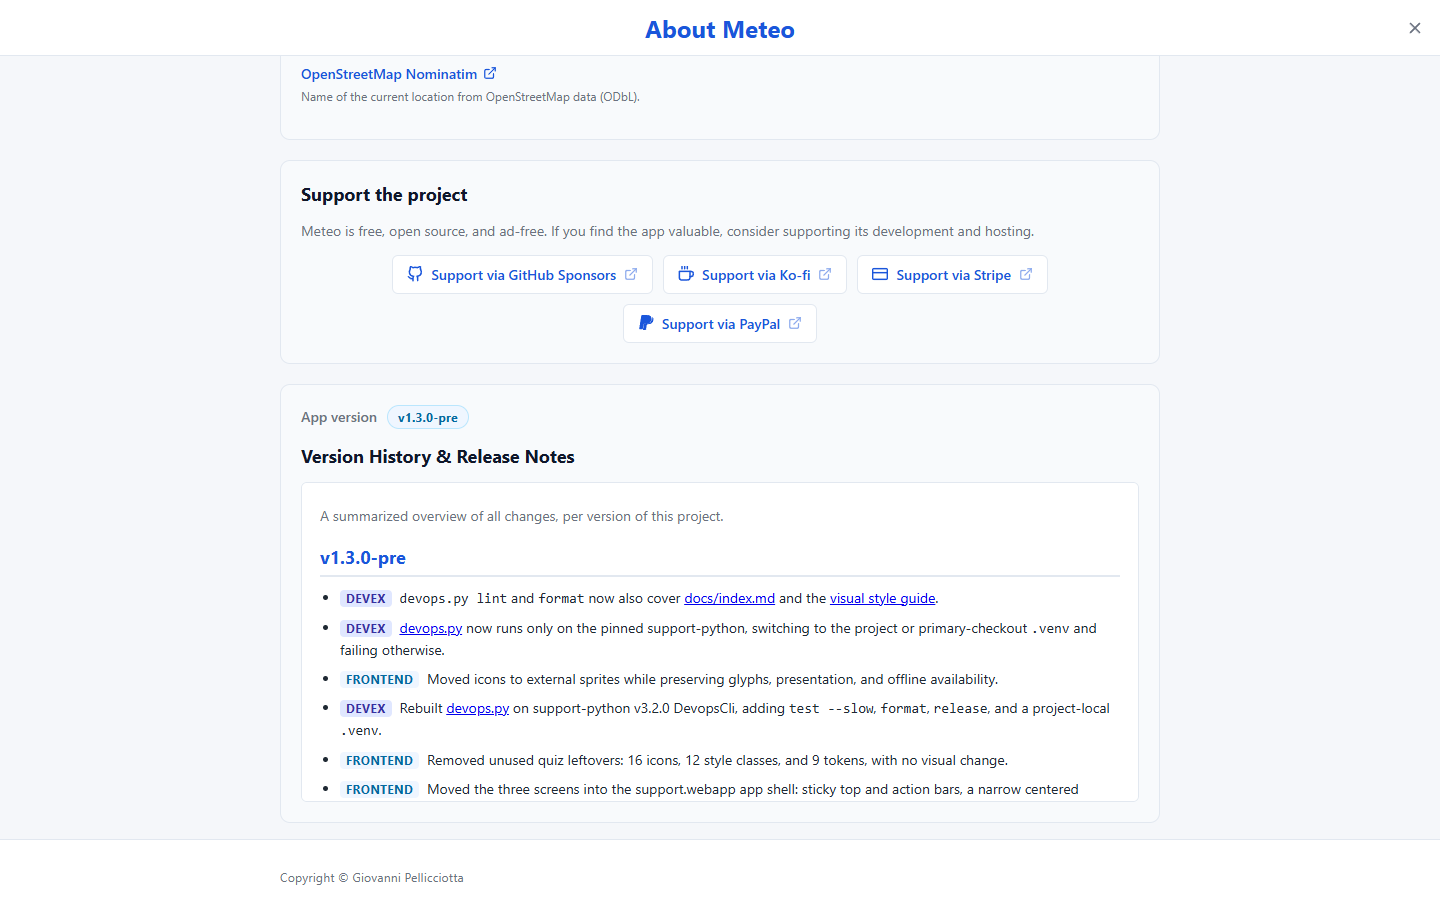 About Meteo
OpenStreetMap Nominatim
Name of the current location from OpenStreetMap data (ODbL).
Support the project
Meteo is free, open source, and ad-free. If you find the app valuable, consider supporting its development and hosting.
Support via GitHub Sponsors
Support via Ko-fi
Support via Stripe
Support via PayPal
App version v1.3.0-pre
Version History & Release Notes
A summarized overview of all changes, per version of this project.
v1.3.0-pre
DEVEX devops.py lint and format now also cover docs/index.md and the visual style guide.
DEVEX devops.py now runs only on the pinned support-python, switching to the project or primary-checkout .venv and
failing otherwise.
FRONTEND Moved icons to external sprites while preserving glyphs, presentation, and offline availability.
DEVEX Rebuilt devops.py on support-python v3.2.0 DevopsCli, adding test --slow, format, release, and a project-local
.venv.
FRONTEND Removed unused quiz leftovers: 16 icons, 12 style classes, and 9 tokens, with no visual change.
FRONTEND Moved the three screens into the support.webapp app shell: sticky top and action bars, a narrow centered
Copyright © Giovanni Pellicciotta